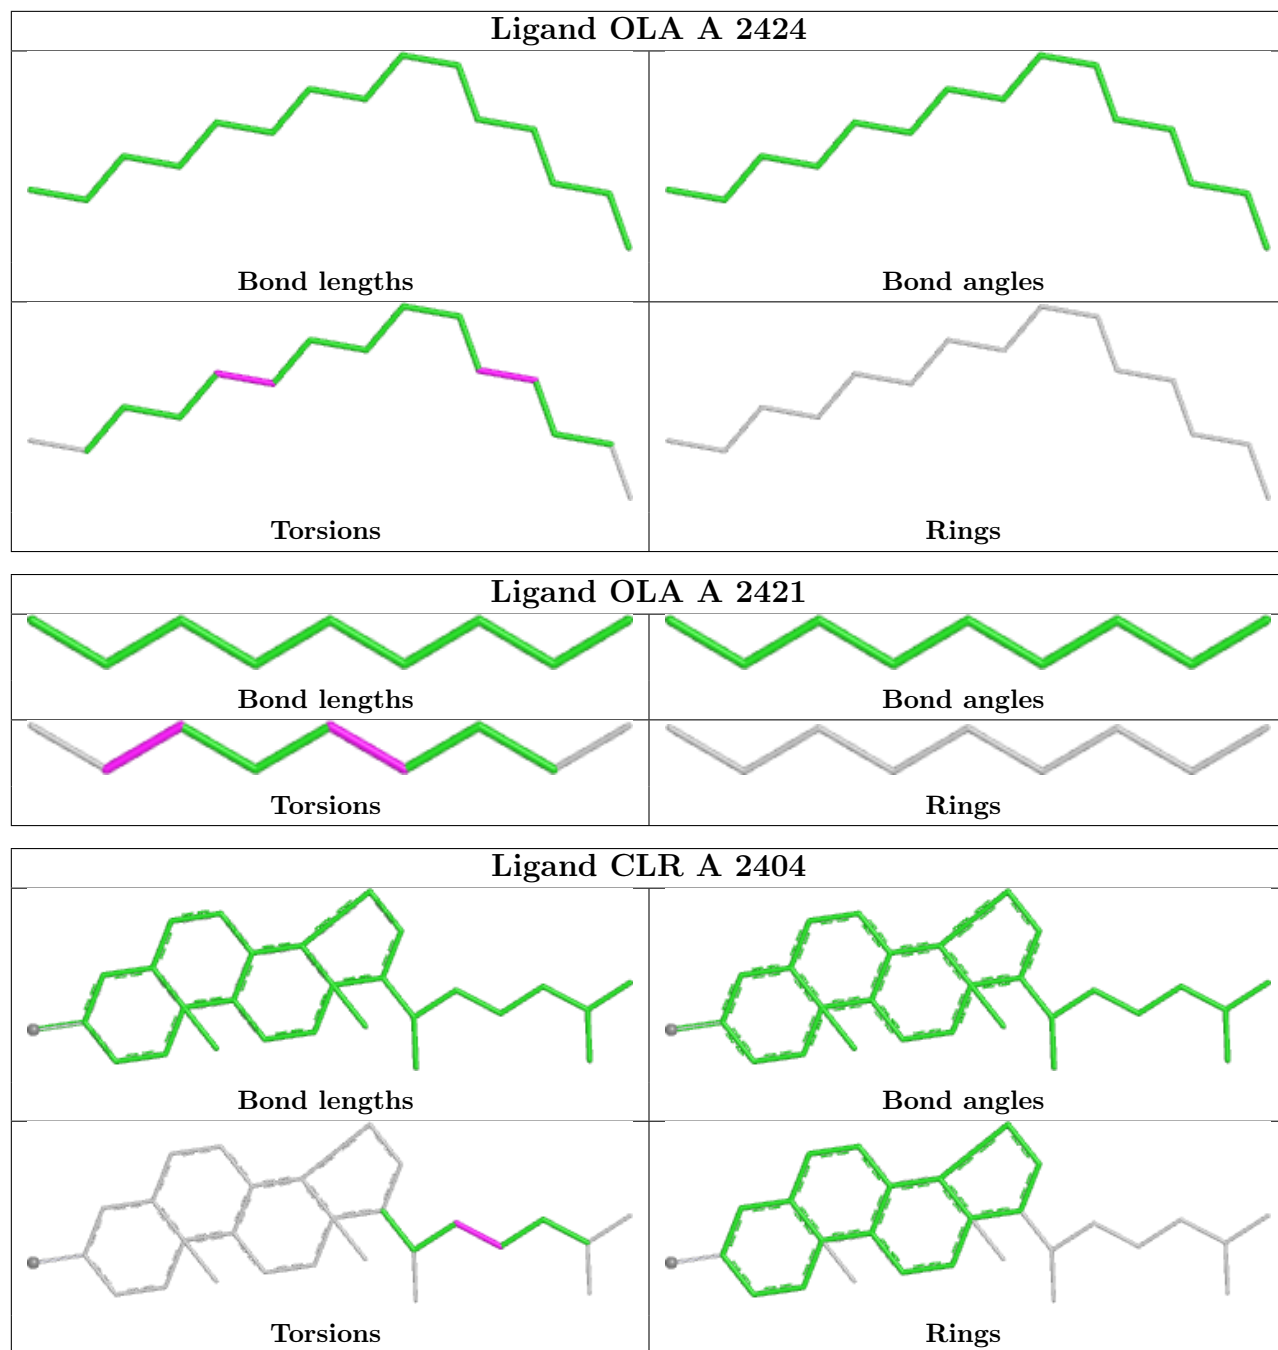 Ligand OLA A 2424
Bond lengths
Bond angles
Torsions
Rings
Ligand OLA A 2421
Bond lengths
Bond angles
Torsions
Rings
Ligand CLR A 2404
Bond lengths
Bond angles
Torsions
Rings